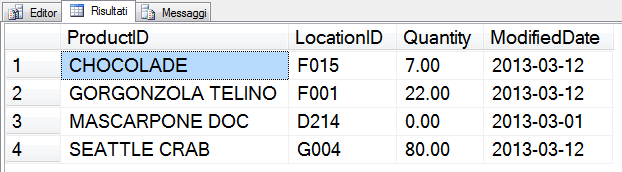 Editor Risultati Messaggi
ProductID LocationID Quantity ModifiedDate
1 CHOCOLADE F015 7.00 2013-03-12
2 GORGONZOLA TELINO F001 22.00 2013-03-12
3 MASCARPONE DOC D214 0.00 2013-03-01
4 SEATTLE CRAB G004 80.00 2013-03-12